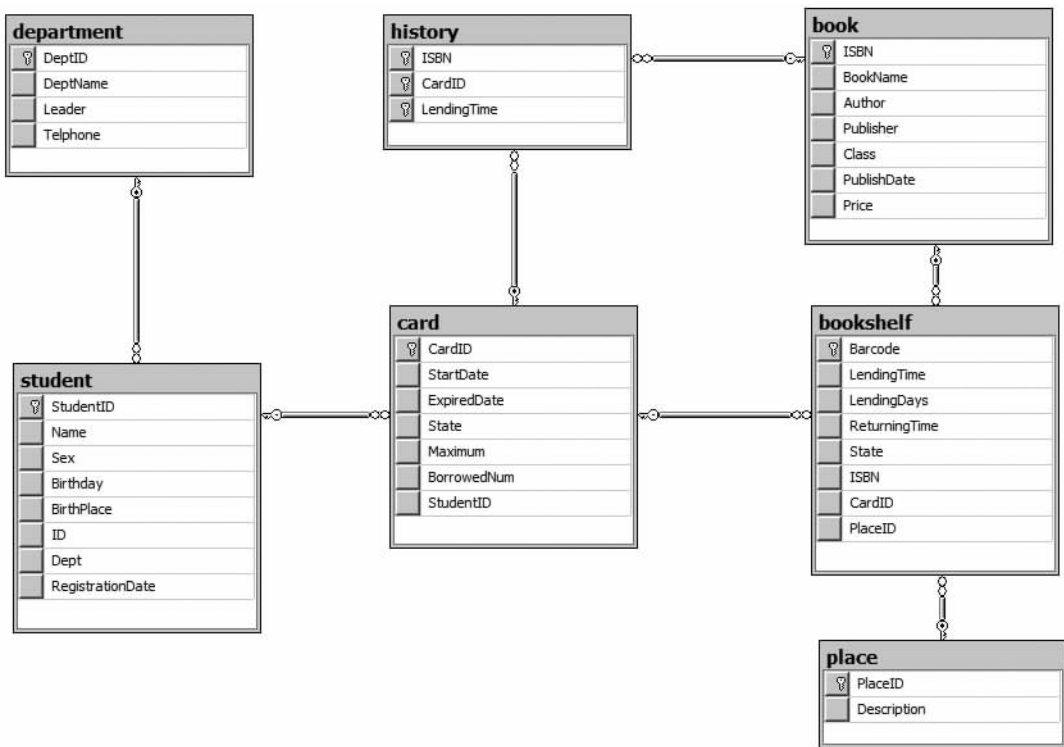 department
DeptID
DeptName
Leader
Telphone
history
ISBN
CardID
LendingTime
book
ISBN
BookName
Author
Publisher
Class
PublishDate
Price
student
StudentID
Name
Sex
Birthday
BirthPlace
ID
Dept
RegistrationDate
card
CardID
StartDate
ExpiredDate
State
Maximum
BorrowedNum
StudentID
bookshelf
Barcode
LendingTime
LendingDays
ReturningTime
State
ISBN
CardID
PlaceID
place
PlaceID
Description